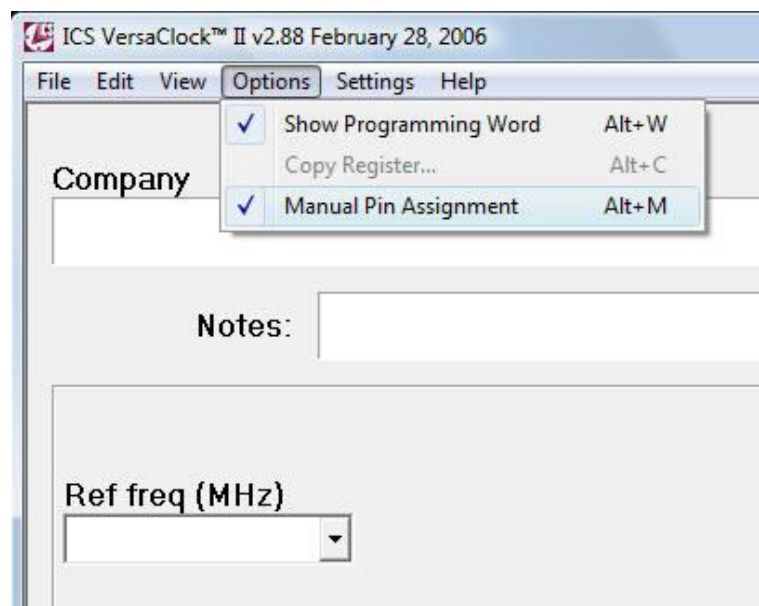 ICS VersaClock™ II v2.88 February 28, 2006
File Edit View Options Settings Help
Show Programming Word Alt+W
Copy Register... Alt+C
Manual Pin Assignment Alt+M
Company
Notes:
Ref freq (MHz)